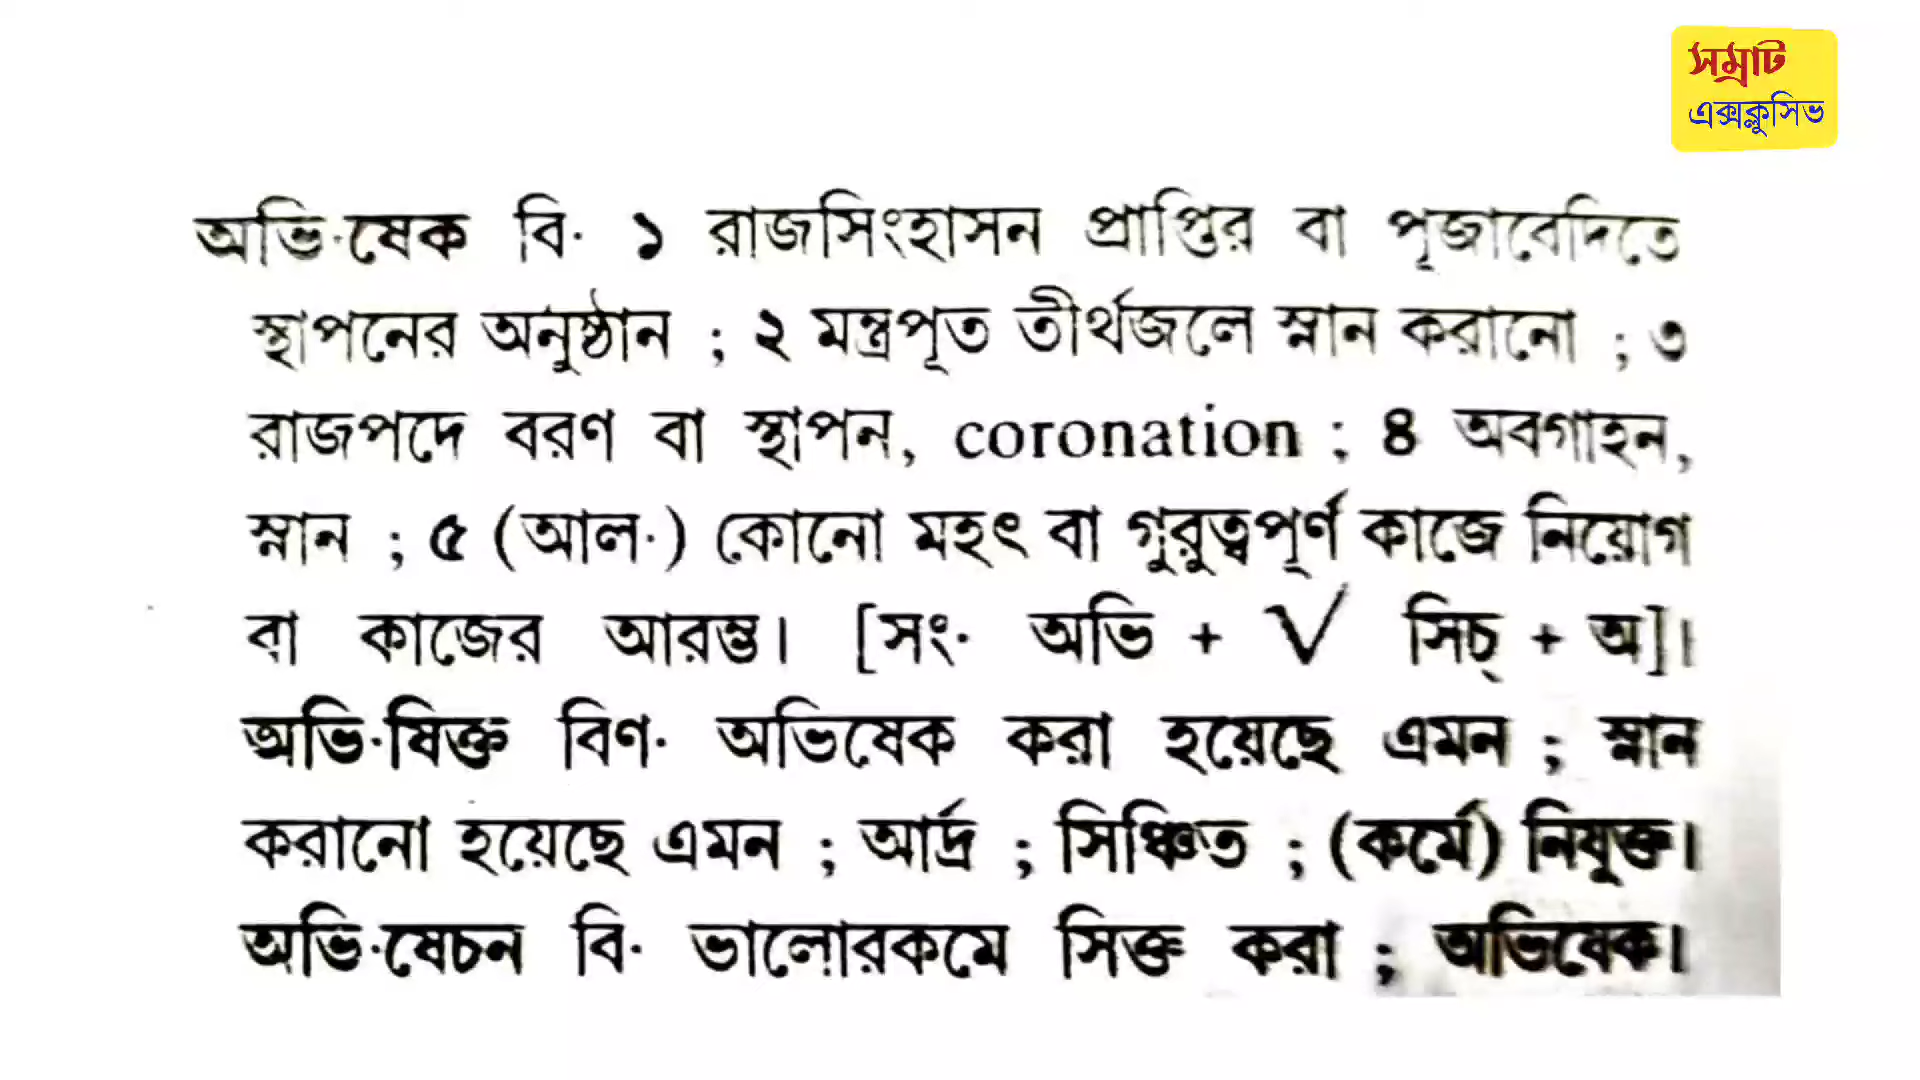 সম্রাট
এক্সক্লুসিভ
অভি·ষেক বি· ১ রাজসিংহাসন প্রাপ্তির বা পূজাবেদিতে
স্থাপনের অনুষ্ঠান ; ২ মন্ত্রপূত তীর্থজলে স্নান করানো ; ৩
রাজপদে বরণ বা স্থাপন, coronation ; ৪ অবগাহন,
স্নান ; ৫ (আল·) কোনো মহৎ বা গুরুত্বপূর্ণ কাজে নিয়োগ
বা কাজের আরম্ভ। [সং· অভি + √ সিচ্ + অ]।
অভি·ষিক্ত বিণ· অভিষেক করা হয়েছে এমন ; স্নান
করানো হয়েছে এমন ; আর্দ্র ; সিঞ্চিত ; (কর্মে) নিযুক্ত।
অভি·ষেচন বি· ভালোরকমে সিক্ত করা ; অভিষেক।